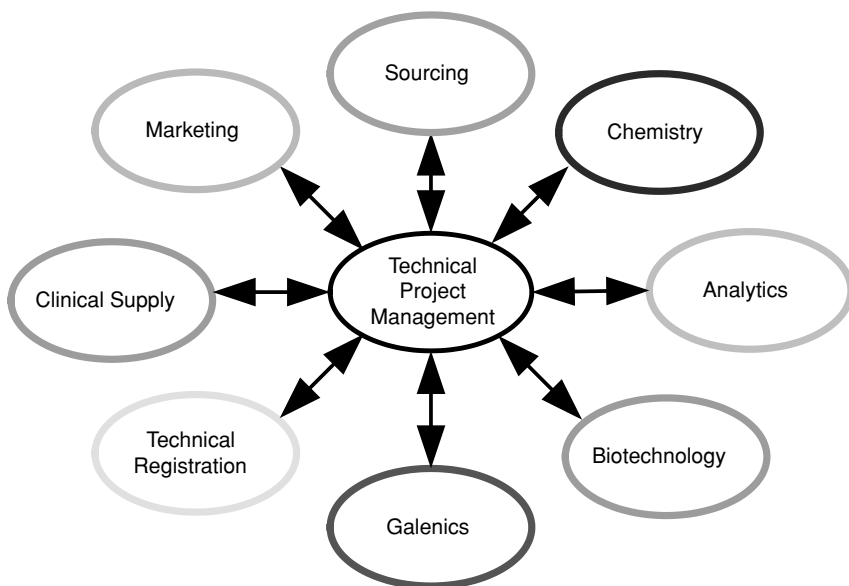 Sourcing
Marketing
Chemistry
Technical
Project
Management
Clinical Supply
Analytics
Technical
Registration
Biotechnology
Galenics